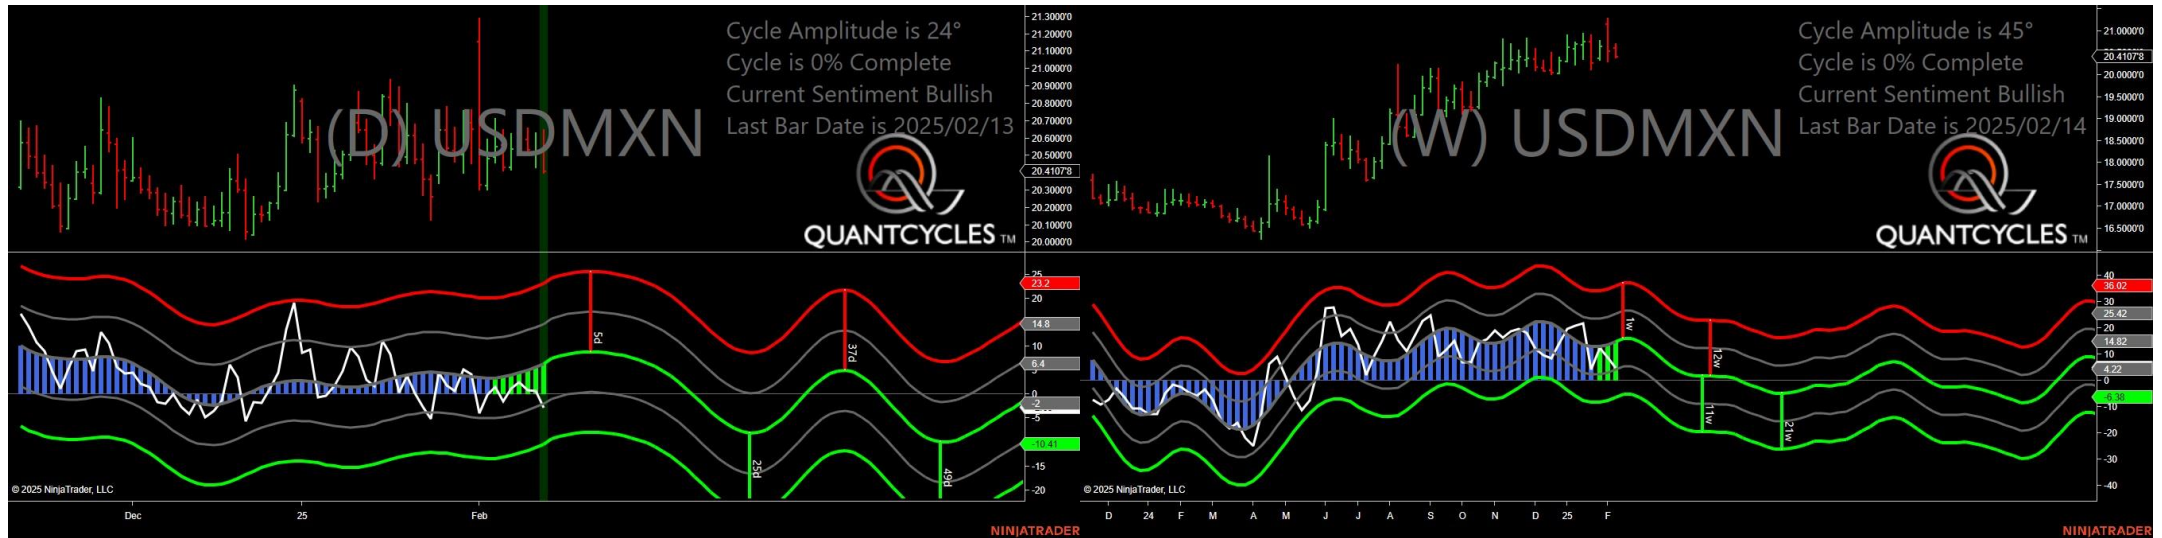 Cycle Amplitude is 24°
Cycle is 0% Complete
Current Sentiment Bullish
Last Bar Date is 2025/02/13
(D) USDMXN
QUANTCYCLES TM
21.3000'0
21.2000'0
21.1000'0
21.0000'0
20.9000'0
20.8000'0
20.7000'0
20.6000'0
20.5000'0
20.4107'8
20.3000'0
20.2000'0
20.1000'0
20.0000'0
25
23.2
20
14.8
10
6.4
0
-2
-5
-10.41
-15
-20
5d
25d
37d
49d
© 2025 NinjaTrader, LLC
Dec 25 Feb
NINJATRADER
Cycle Amplitude is 45°
Cycle is 0% Complete
Current Sentiment Bullish
Last Bar Date is 2025/02/14
(W) USDMXN
QUANTCYCLES TM
21.0000'0
20.4107'8
20.0000'0
19.5000'0
19.0000'0
18.5000'0
18.0000'0
17.5000'0
17.0000'0
16.5000'0
40
36.02
30
25.42
20
14.82
10
4.22
0
-6.38
-10
-20
-30
-40
1w
12w
11w
21w
© 2025 NinjaTrader, LLC
D 24 F M A M J J A S O N D 25 F
NINJATRADER